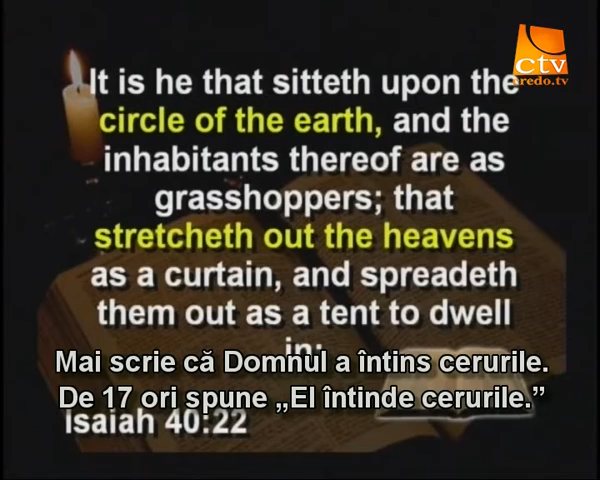 ctv
credo.tv
It is he that sitteth upon the
circle of the earth, and the
inhabitants thereof are as
grasshoppers; that
stretcheth out the heavens
as a curtain, and spreadeth
them out as a tent to dwell
in:
Mai scrie că Domnul a întins cerurile.
De 17 ori spune „El întinde cerurile.”
Isaiah 40:22